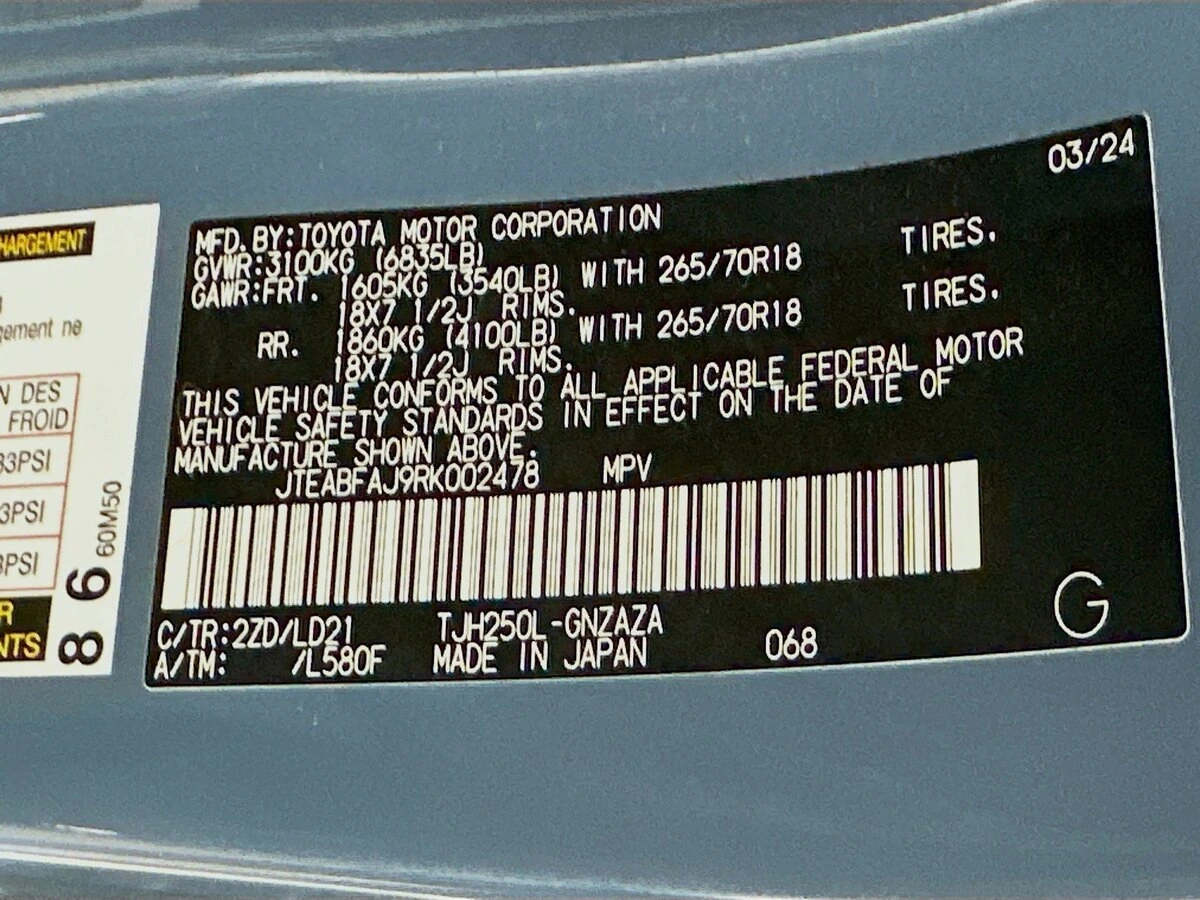 HARGEMENT
gement ne
N DES
FROID
33PSI
3PSI
3PSI
R
NTS
60M50
8 6
03/24
MFD. BY:TOYOTA MOTOR CORPORATION
GVWR:3100KG (6835LB)
GAWR:FRT. 1605KG (3540LB) WITH 265/70R18 TIRES.
18X7 1/2J RIMS.
RR. 1860KG (4100LB) WITH 265/70R18 TIRES.
18X7 1/2J RIMS.
THIS VEHICLE CONFORMS TO ALL APPLICABLE FEDERAL MOTOR
VEHICLE SAFETY STANDARDS IN EFFECT ON THE DATE OF
MANUFACTURE SHOWN ABOVE.
JTEABFAJ9RK002478 MPV
C/TR:2ZD/LD21 TJH250L-GNZAZA
A/TM: /L580F MADE IN JAPAN 068
G